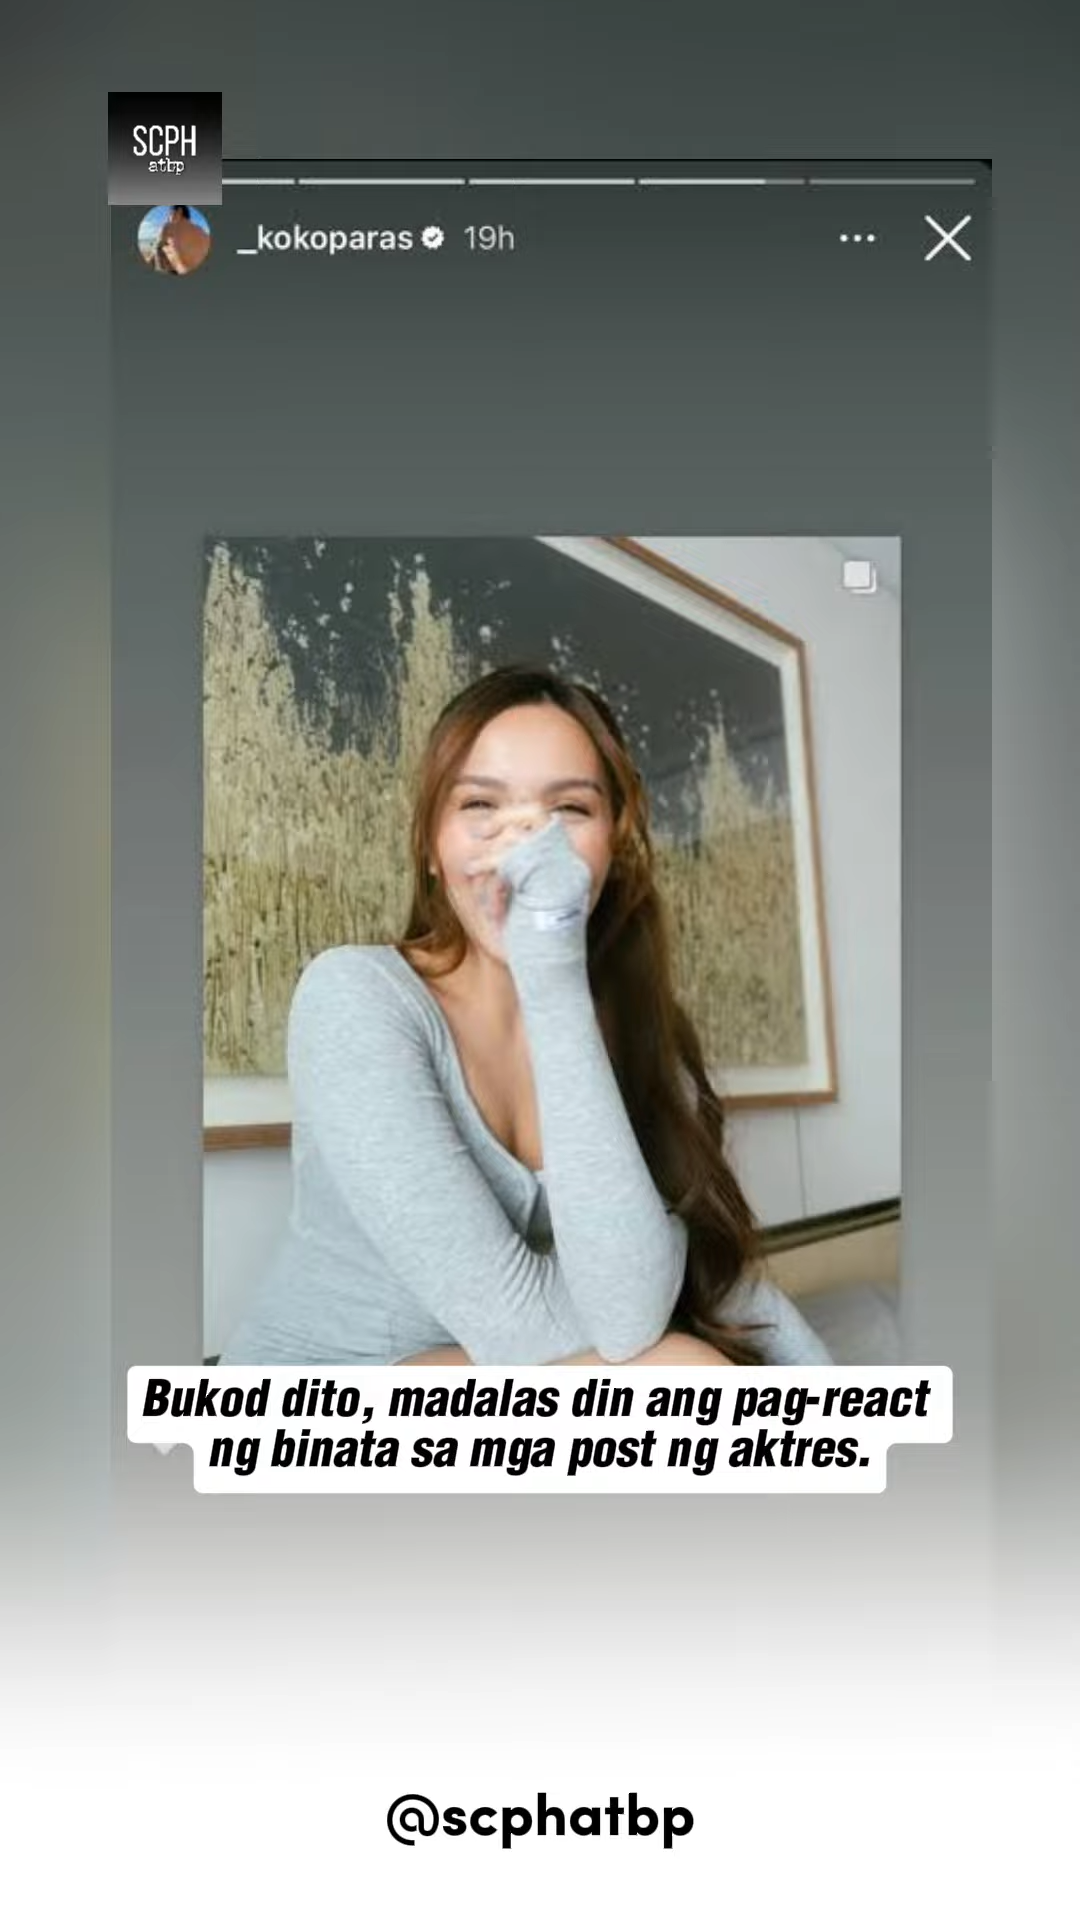 SCPH
atbp
_kokoparas 19h
Bukod dito, madalas din ang pag-react
ng binata sa mga post ng aktres.
@scphatbp